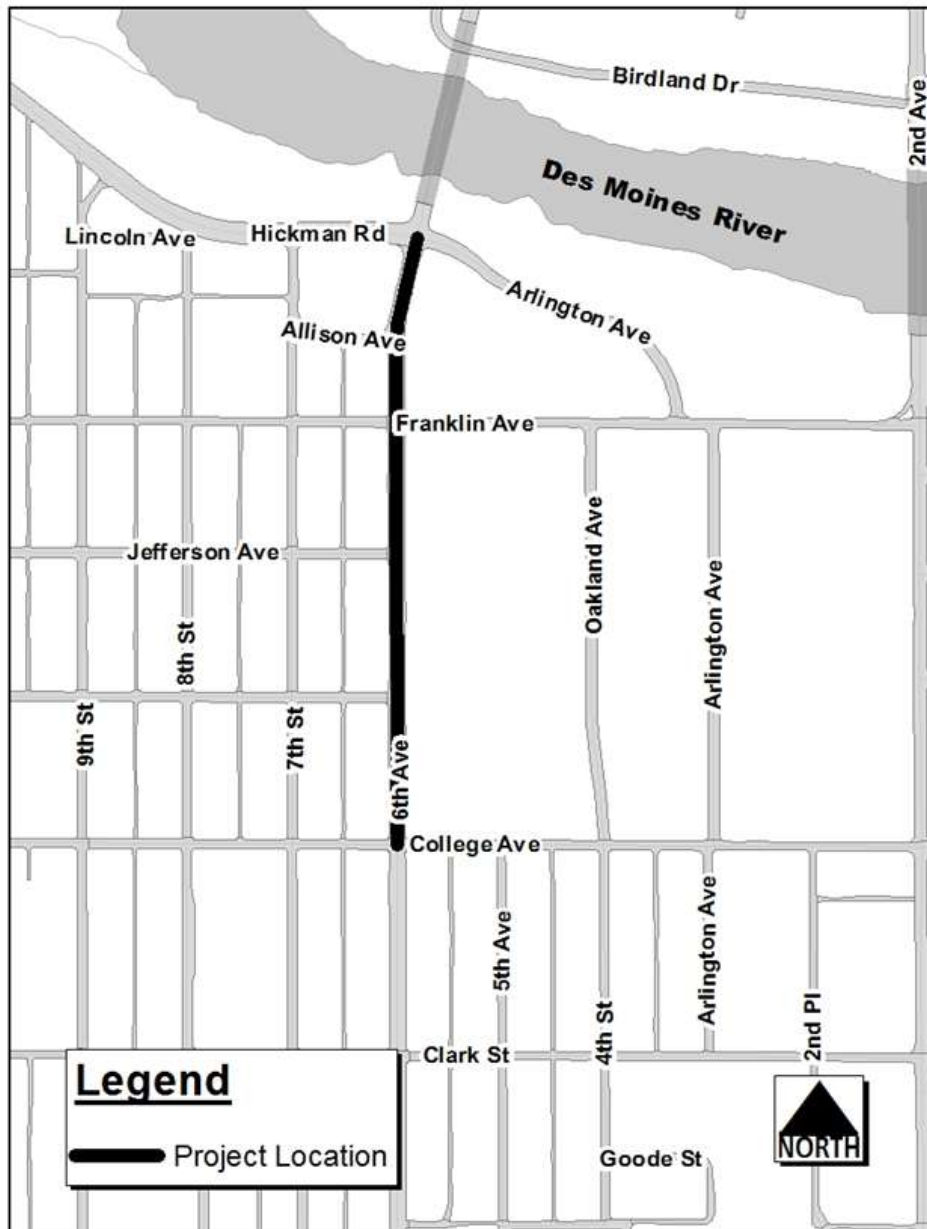 Birdland Dr
2nd Ave
Des Moines River
Lincoln Ave
Hickman Rd
Arlington Ave
Allison Ave
Franklin Ave
Jefferson Ave
Oakland Ave
Arlington Ave
8th St
9th St
7th St
6th Ave
College Ave
5th Ave
Arlington Ave
4th St
2nd Pl
Clark St
Legend
Project Location
NORTH
Goode St